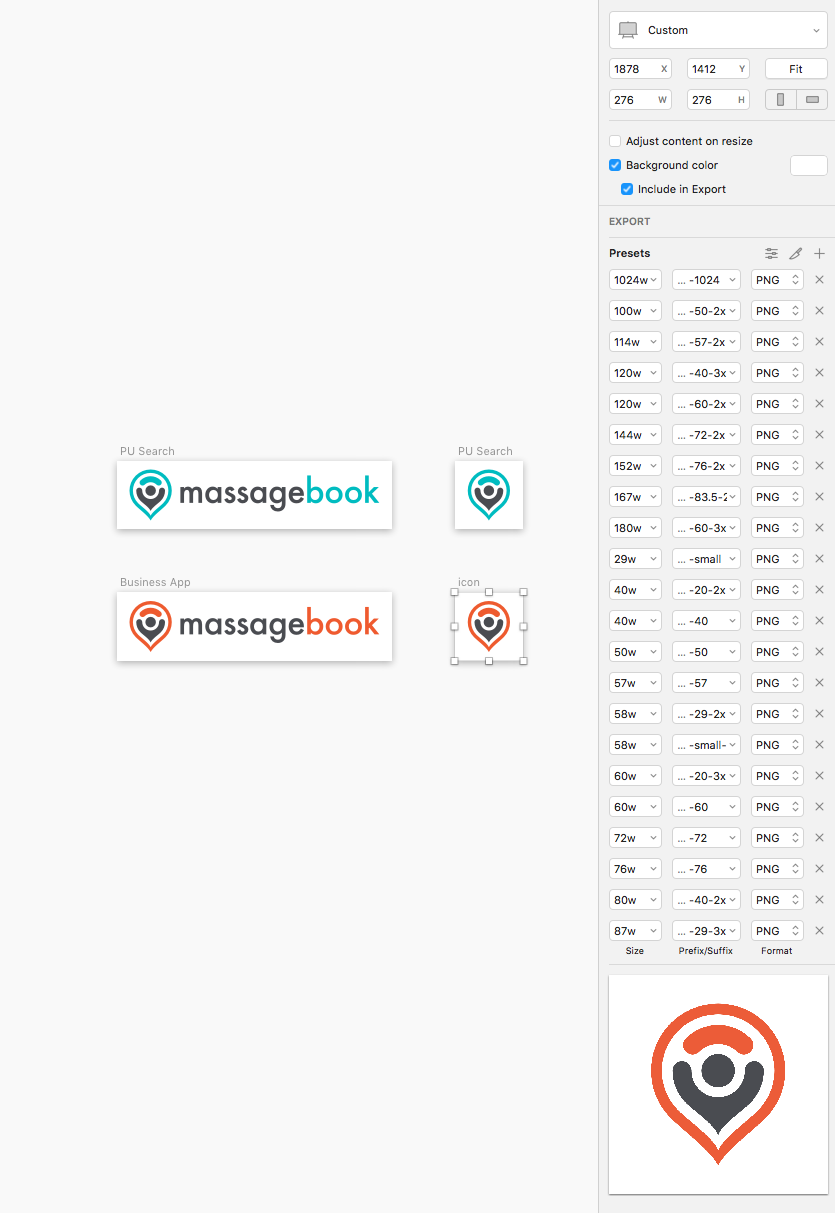 PU Search
PU Search
massagebook
Business App
icon
massagebook
Custom
1878 X 1412 Y Fit
276 W 276 H
Adjust content on resize
Background color
Include in Export
EXPORT
Presets
1024w ... -1024 PNG
100w ... -50-2x PNG
114w ... -57-2x PNG
120w ... -40-3x PNG
120w ... -60-2x PNG
144w ... -72-2x PNG
152w ... -76-2x PNG
167w ... -83.5-2 PNG
180w ... -60-3x PNG
29w ... -small PNG
40w ... -20-2x PNG
40w ... -40 PNG
50w ... -50 PNG
57w ... -57 PNG
58w ... -29-2x PNG
58w ... -small- PNG
60w ... -20-3x PNG
60w ... -60 PNG
72w ... -72 PNG
76w ... -76 PNG
80w ... -40-2x PNG
87w ... -29-3x PNG
Size Prefix/Suffix Format